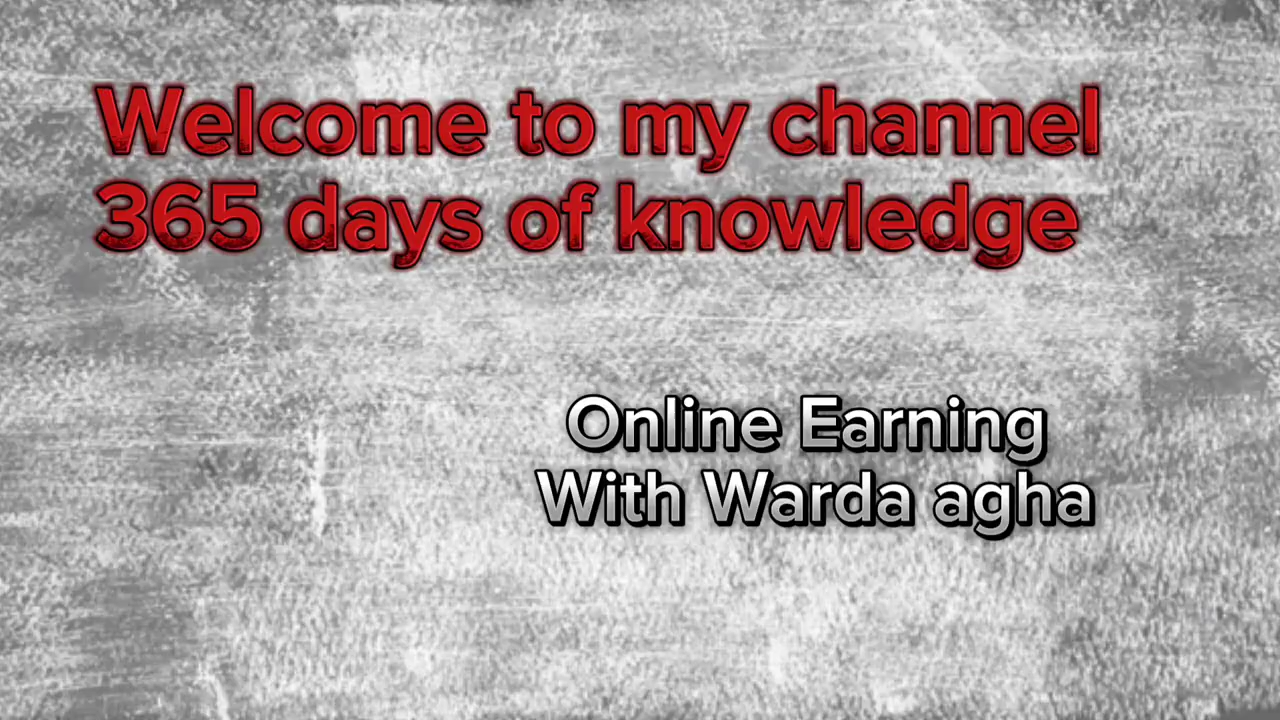 Welcome to my channel
365 days of knowledge
Online Earning
With Warda agha